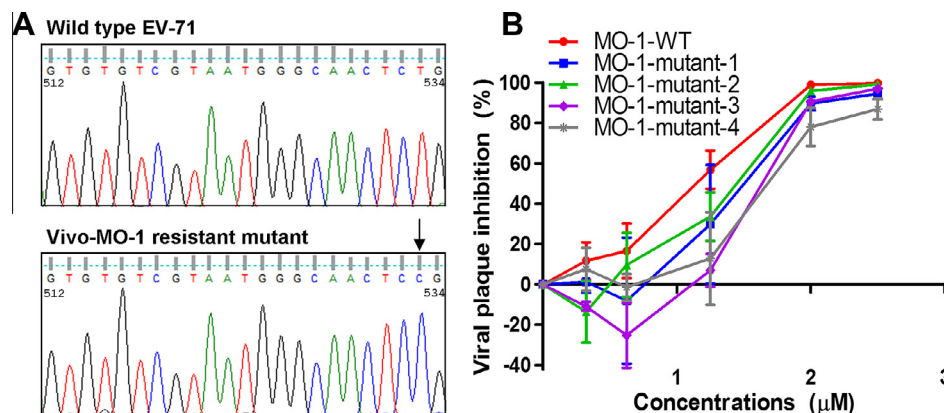 A
Wild type EV-71
G T G T G T C G T A A T G G G C A A C T C T G
512
534
Vivo-MO-1 resistant mutant
G T G T G T C G T A A T G G G C A A C T C C G
512
534
B
MO-1-WT
MO-1-mutant-1
MO-1-mutant-2
MO-1-mutant-3
MO-1-mutant-4
Viral plaque inhibition (%)
100
80
60
40
20
0
-20
-40
1
2
3
Concentrations (μM)